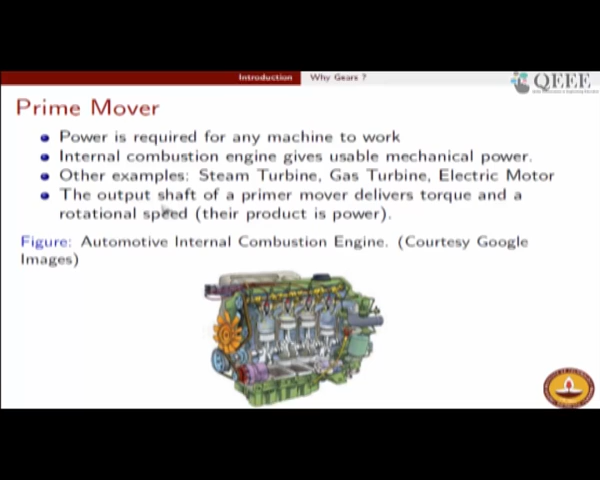 Introduction Why Gears ?
QEEE
Prime Mover
Power is required for any machine to work
Internal combustion engine gives usable mechanical power.
Other examples: Steam Turbine, Gas Turbine, Electric Motor
The output shaft of a primer mover delivers torque and a
rotational speed (their product is power).
Figure: Automotive Internal Combustion Engine. (Courtesy Google
Images)